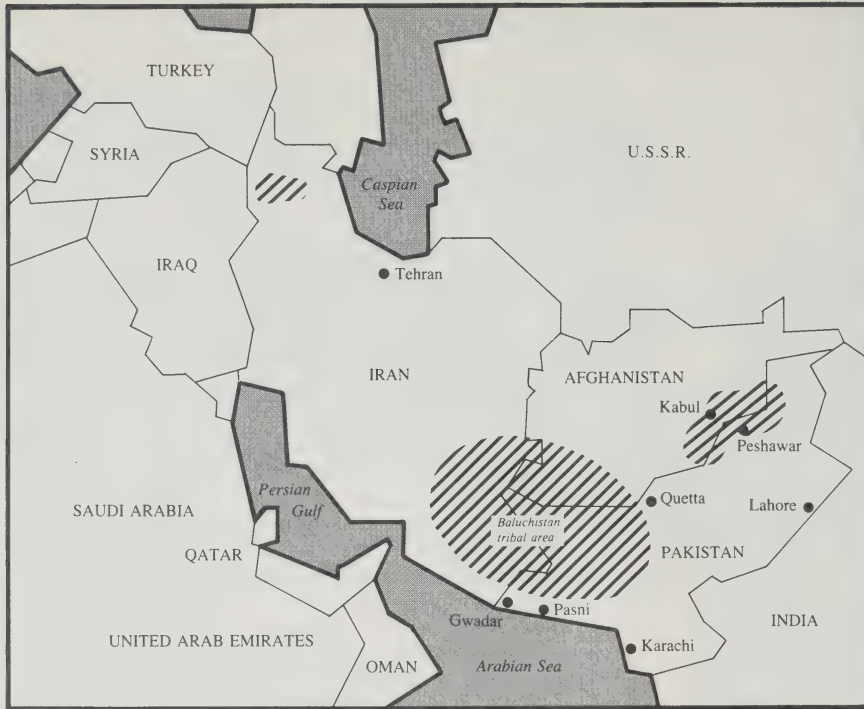 TURKEY
SYRIA
Caspian
Sea
U.S.S.R.
IRAQ
Tehran
IRAN
AFGHANISTAN
Kabul
Peshawar
Persian
Gulf
SAUDI ARABIA
Quetta
Lahore
Baluchistan
tribal area
QATAR
PAKISTAN
Gwadar
Pasni
INDIA
UNITED ARAB EMIRATES
Karachi
OMAN
Arabian Sea